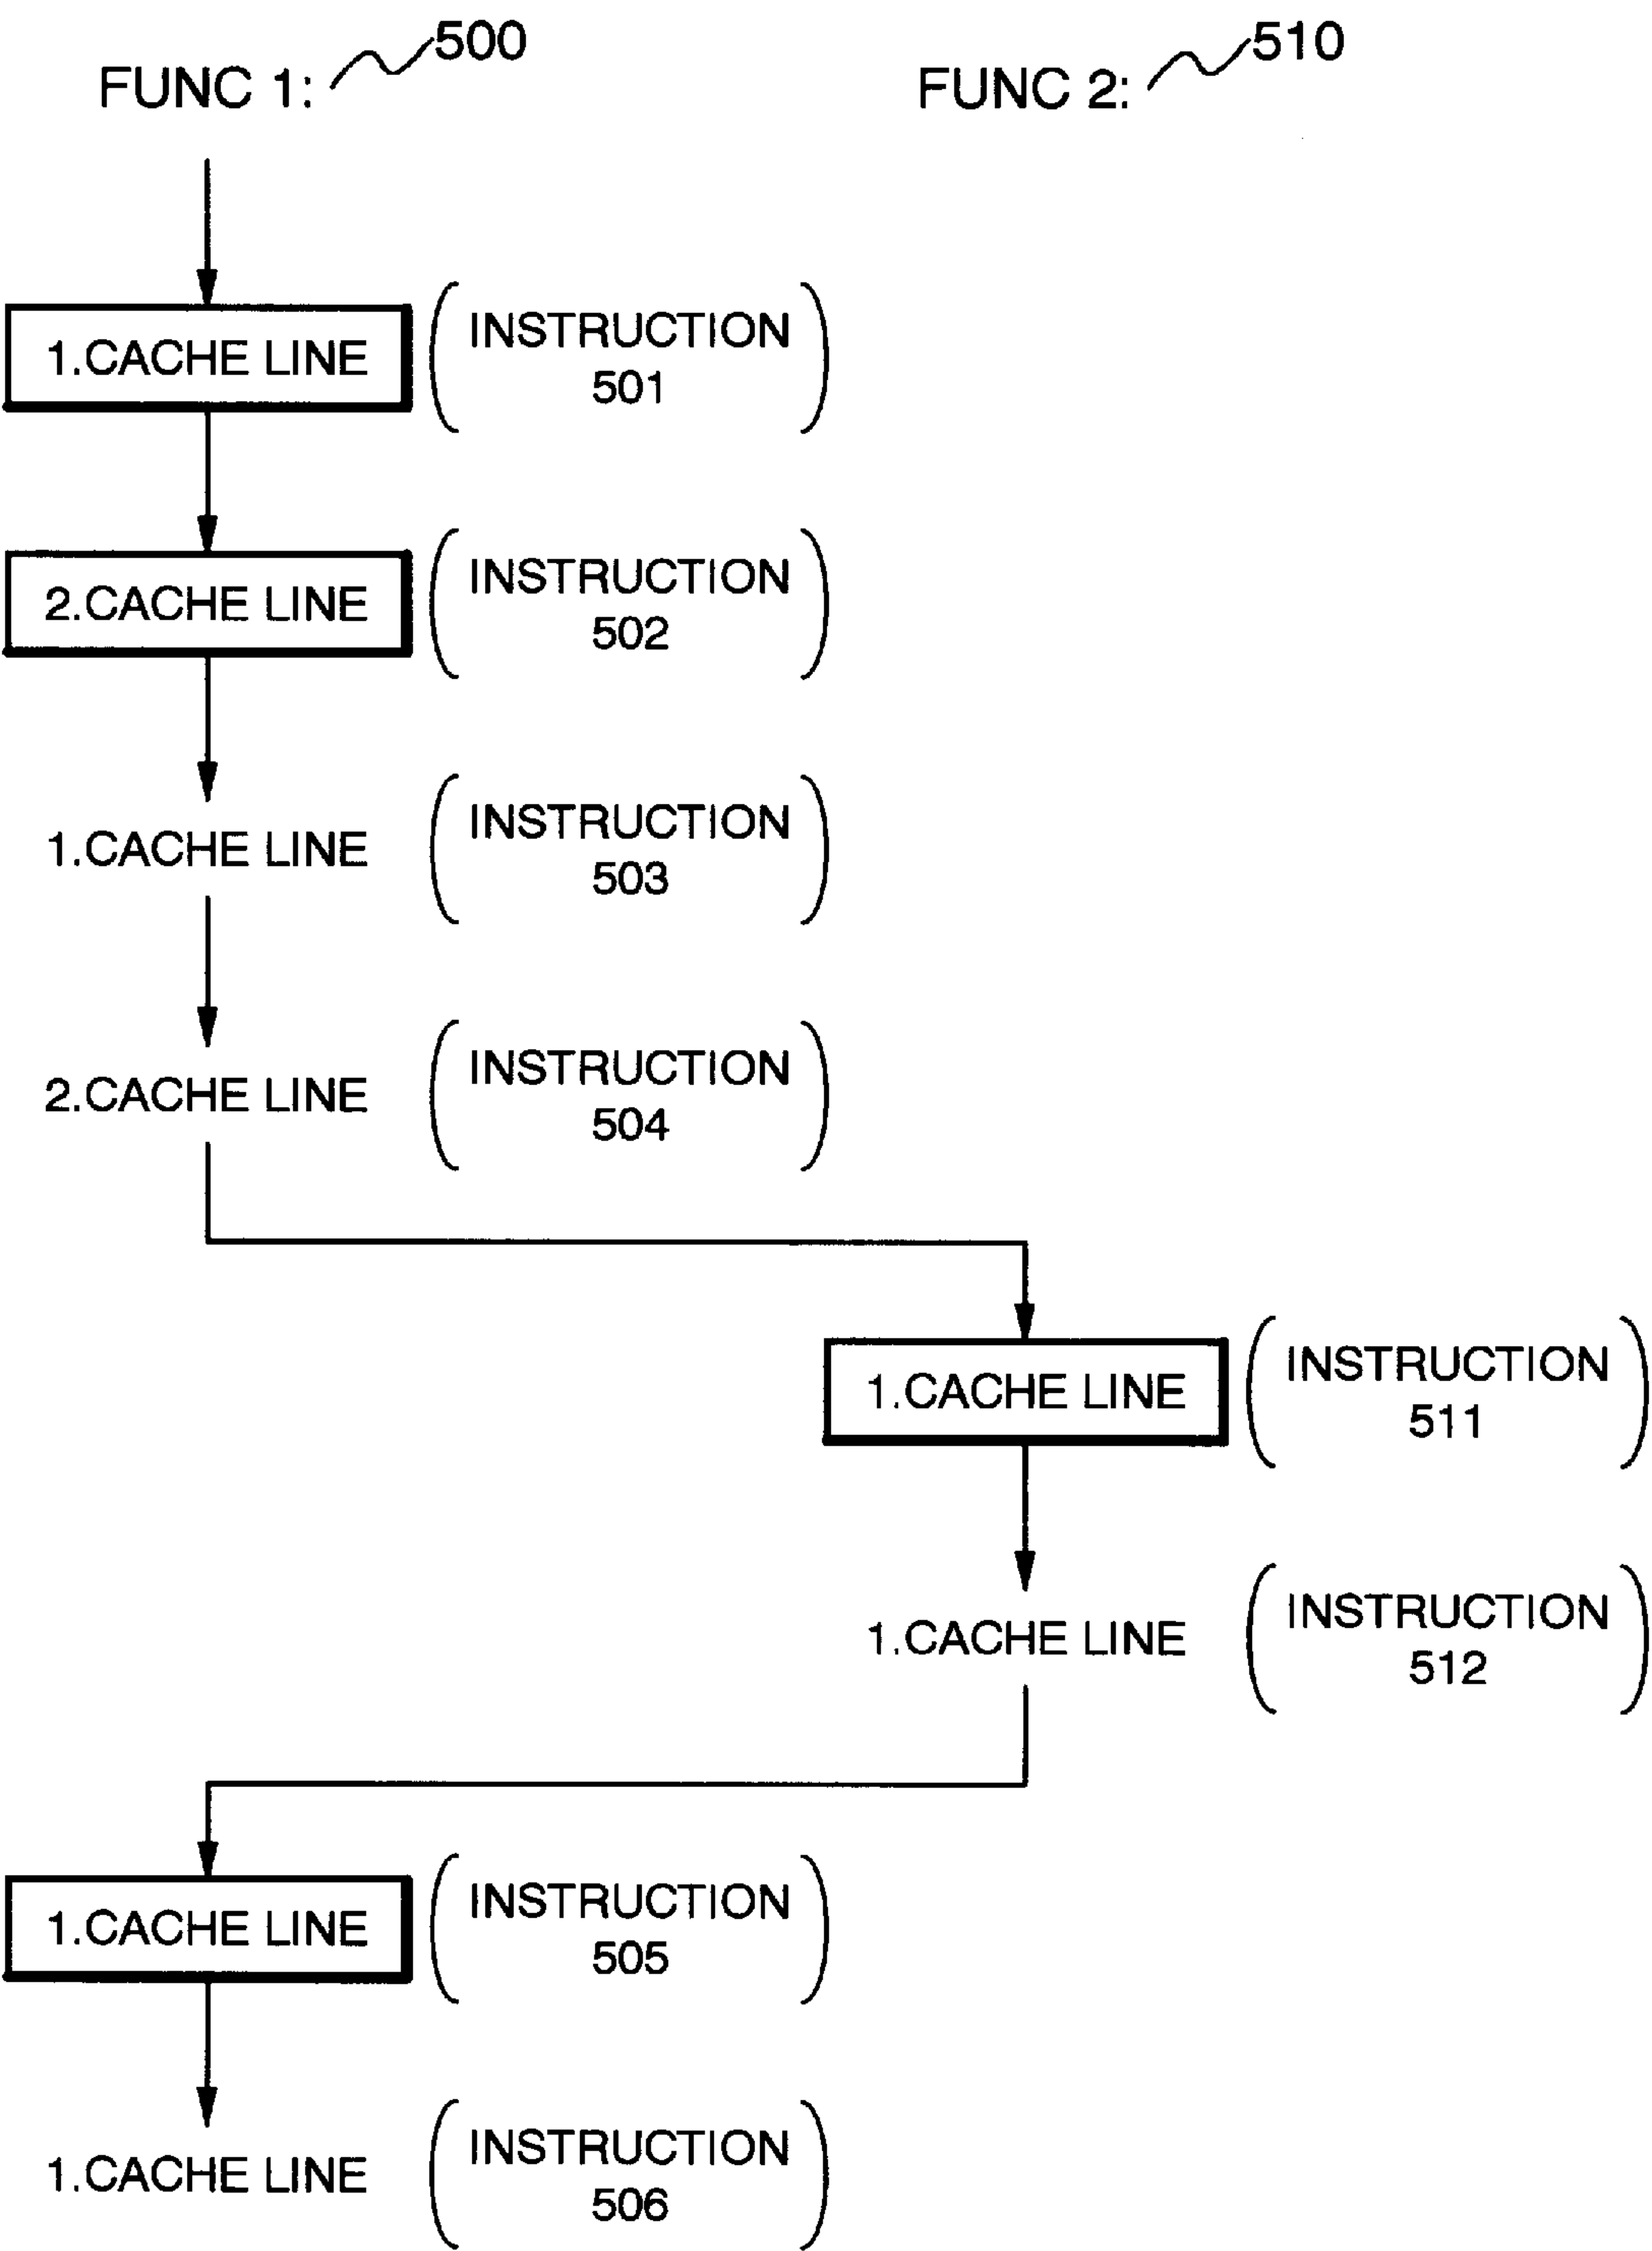 500
FUNC 1:
510
FUNC 2:
1.CACHE LINE
INSTRUCTION
501
2.CACHE LINE
INSTRUCTION
502
1.CACHE LINE
INSTRUCTION
503
2.CACHE LINE
INSTRUCTION
504
1.CACHE LINE
INSTRUCTION
511
1.CACHE LINE
INSTRUCTION
512
1.CACHE LINE
INSTRUCTION
505
1.CACHE LINE
INSTRUCTION
506